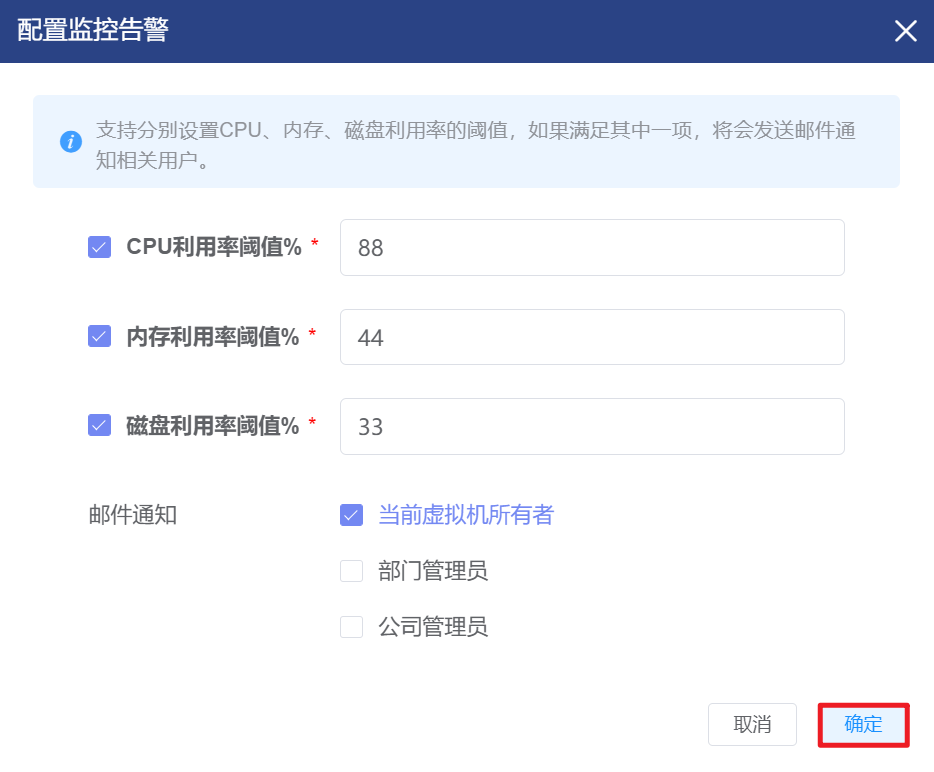 配置监控告警
支持分别设置CPU、内存、磁盘利用率的阈值，如果满足其中一项，将会发送邮件通
知相关用户。
CPU利用率阈值% * 88
内存利用率阈值% * 44
磁盘利用率阈值% * 33
邮件通知 当前虚拟机所有者
部门管理员
公司管理员
取消 确定